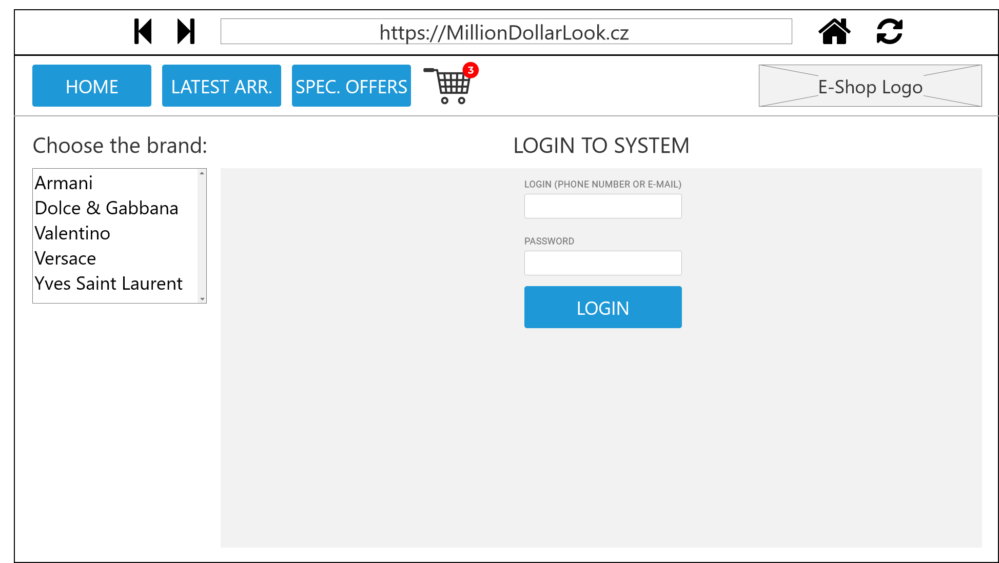 https://MillionDollarLook.cz
HOME
LATEST ARR.
SPEC. OFFERS
3
E-Shop Logo
Choose the brand:
Armani
Dolce & Gabbana
Valentino
Versace
Yves Saint Laurent
LOGIN TO SYSTEM
LOGIN (PHONE NUMBER OR E-MAIL)
PASSWORD
LOGIN